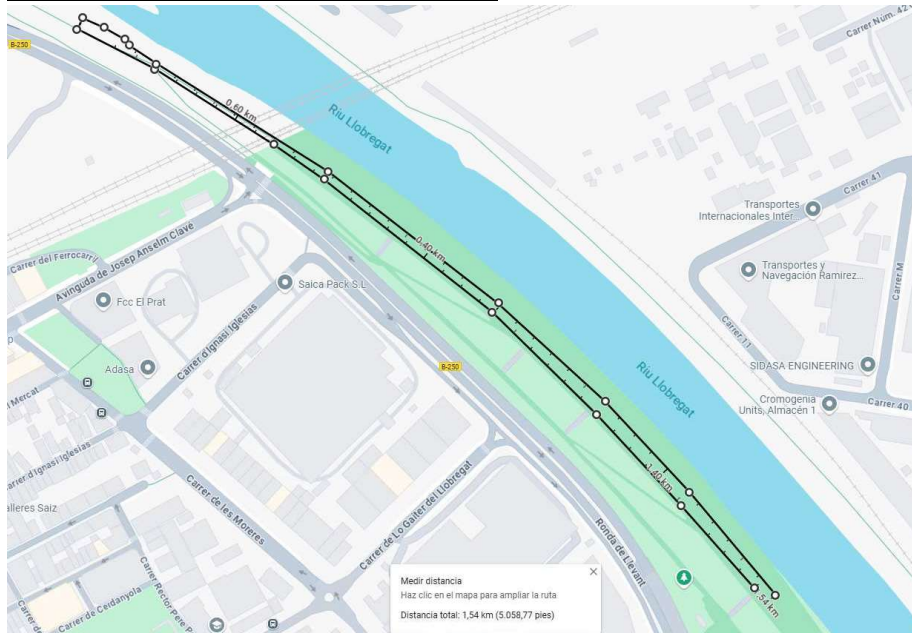 Carrer Núm. 42
B-250
0,60 km
Riu Llobregat
Carrer 41
Transportes
Internacionales Inter...
Carrer M
Avinguda de Josep Anselm Clavé
Carrer del Ferrocarril
0,40 km
Transportes y
Navegación Ramirez...
Saica Pack S.L
Fcc El Prat
Carrer d'Ignasi Iglesias
Carrer 11
Adasa
B-250
Riu Llobregat
SIDASA ENGINEERING
Mercat
Cromogenia
Units, Almacén 1
Carrer 40
Carrer d'Ignasi Iglesias
1,40 km
Carrer de les Moreres
Carrer de Lo Gaiter del Llobregat
alleres Saiz
Ronda de Llevant
Carrer de Cerdanyola
Carrer Rector Pere
,54 km
Medir distancia
Haz clic en el mapa para ampliar la ruta
Distancia total: 1,54 km (5.058,77 pies)